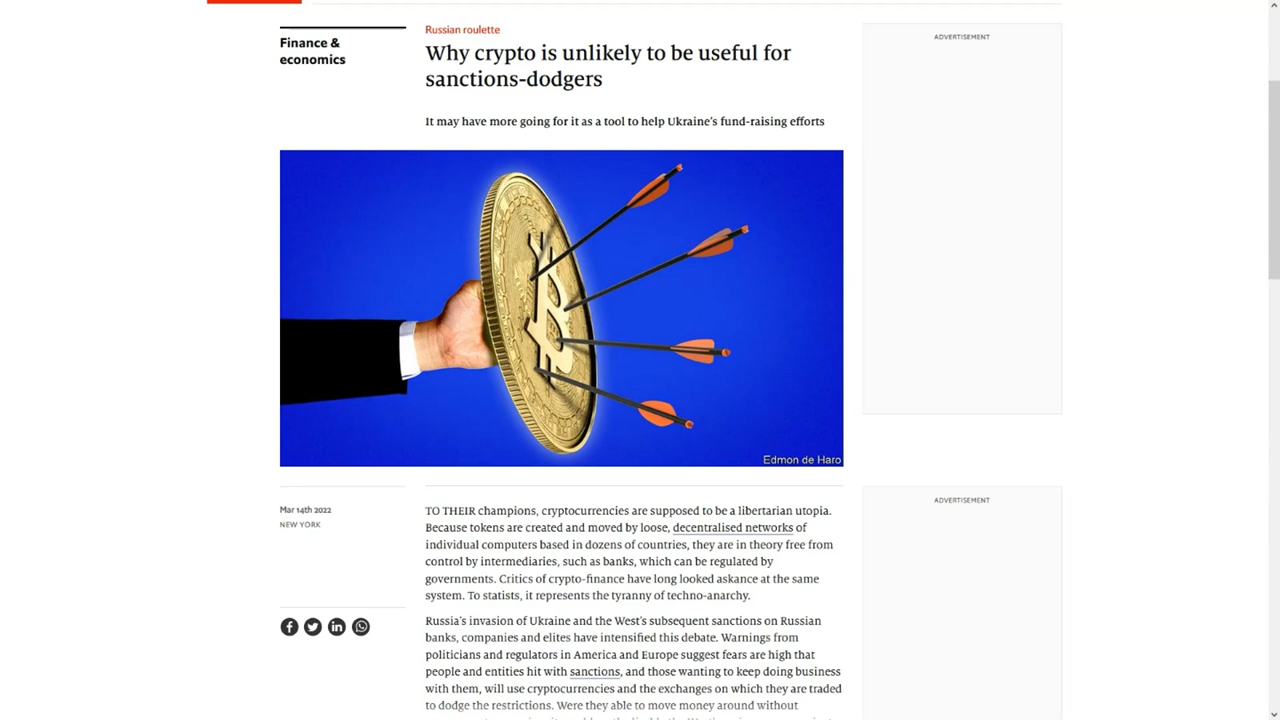 Russian roulette
Finance &
economics
Why crypto is unlikely to be useful for
sanctions-dodgers
It may have more going for it as a tool to help Ukraine's fund-raising efforts
ADVERTISEMENT
Edmon de Haro
Mar 14th 2022
NEW YORK
TO THEIR champions, cryptocurrencies are supposed to be a libertarian utopia.
Because tokens are created and moved by loose, decentralised networks of
individual computers based in dozens of countries, they are in theory free from
control by intermediaries, such as banks, which can be regulated by
governments. Critics of crypto-finance have long looked askance at the same
system. To statists, it represents the tyranny of techno-anarchy.
Russia's invasion of Ukraine and the West's subsequent sanctions on Russian
banks, companies and elites have intensified this debate. Warnings from
politicians and regulators in America and Europe suggest fears are high that
people and entities hit with sanctions, and those wanting to keep doing business
with them, will use cryptocurrencies and the exchanges on which they are traded
to dodge the restrictions. Were they able to move money around without
ADVERTISEMENT